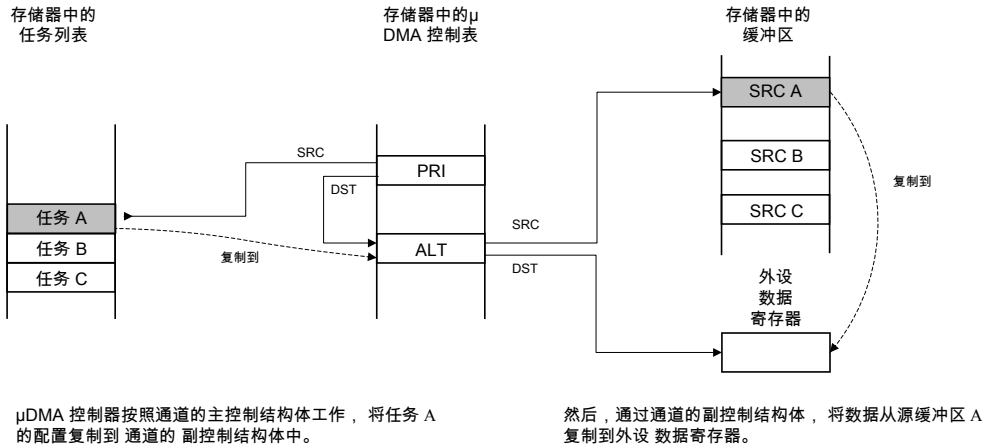 存储器中的
任务列表
存储器中的μ
DMA 控制表
存储器中的
缓冲区
SRC A
SRC
PRI
SRC B
复制到
DST
SRC C
任务 A
SRC
任务 B
复制到
ALT
DST
任务 C
外设
数据
寄存器
μDMA 控制器按照通道的主控制结构体工作， 将任务 A
的配置复制到 通道的 副控制结构体中。
然后，通过通道的副控制结构体， 将数据从源缓冲区 A
复制到外设 数据寄存器。